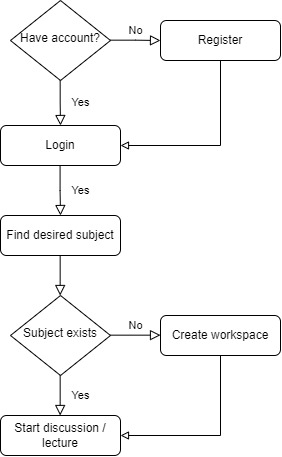 No
Have account?
Register
Yes
Login
Yes
Find desired subject
No
Subject exists
Create workspace
Yes
Start discussion /
lecture